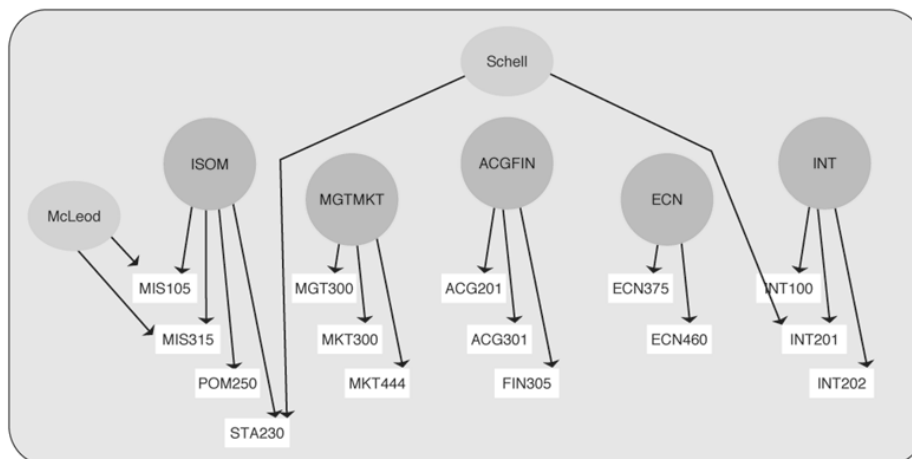 Schell
ISOM
ACGFIN
INT
MGTMKT
ECN
McLeod
MIS105
MGT300
ACG201
ECN375
INT100
MIS315
MKT300
ACG301
ECN460
INT201
POM250
MKT444
FIN305
INT202
STA230